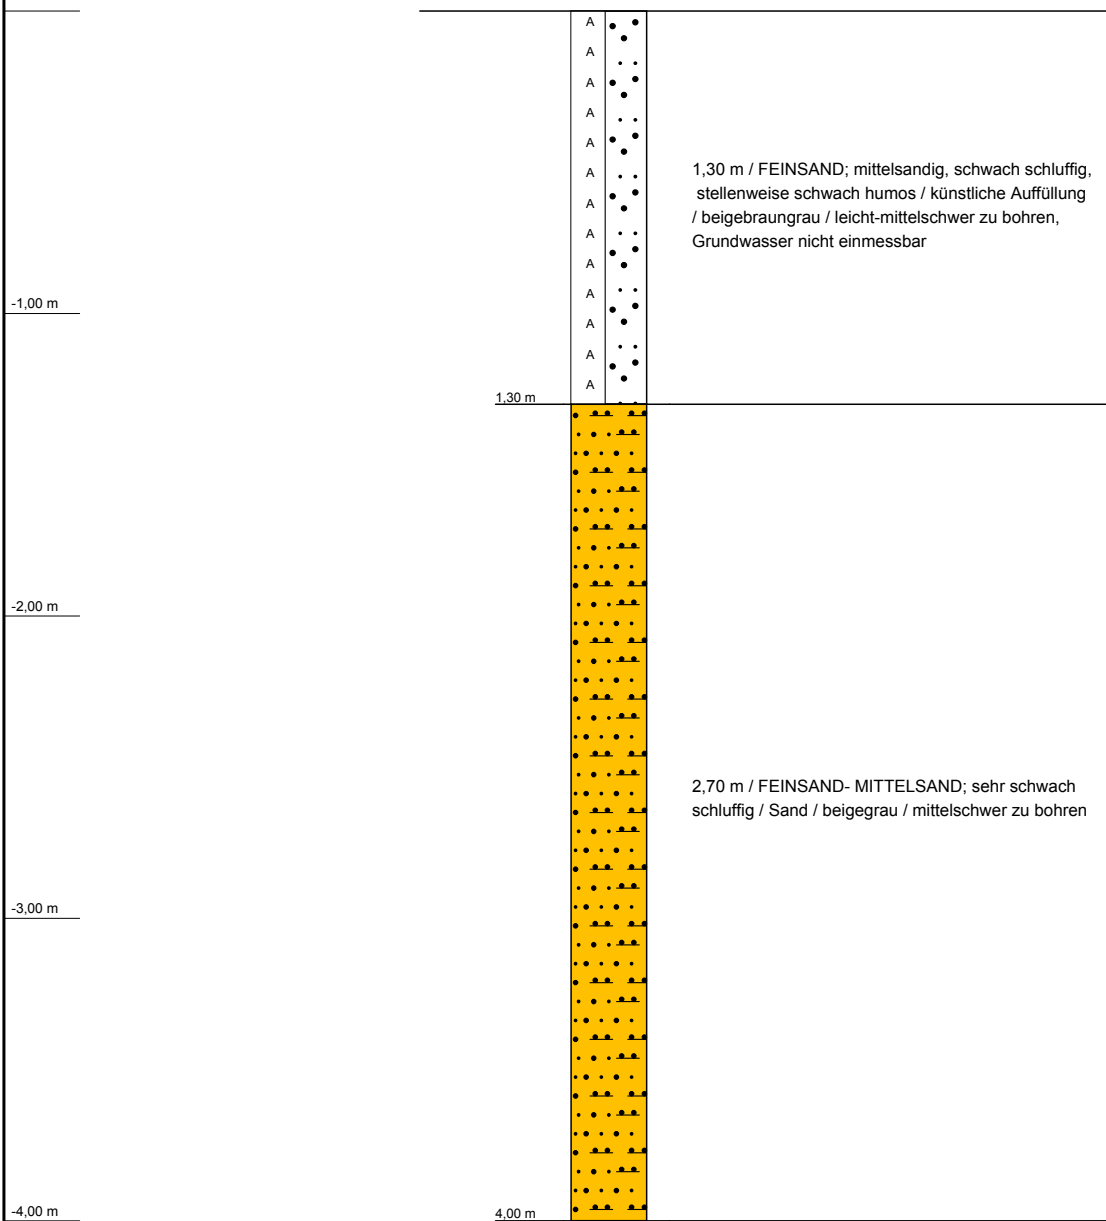 A
A
A
A
A
A
A
A
A
A
A
A
A
1,30 m / FEINSAND; mittelsandig, schwach schluffig,
stellenweise schwach humos / künstliche Auffüllung
/ beigebraungrau / leicht-mittelschwer zu bohren,
Grundwasser nicht einmessbar
-1,00 m
1,30 m
-2,00 m
2,70 m / FEINSAND- MITTELSAND; sehr schwach
schluffig / Sand / beigegrau / mittelschwer zu bohren
-3,00 m
-4,00 m
4,00 m